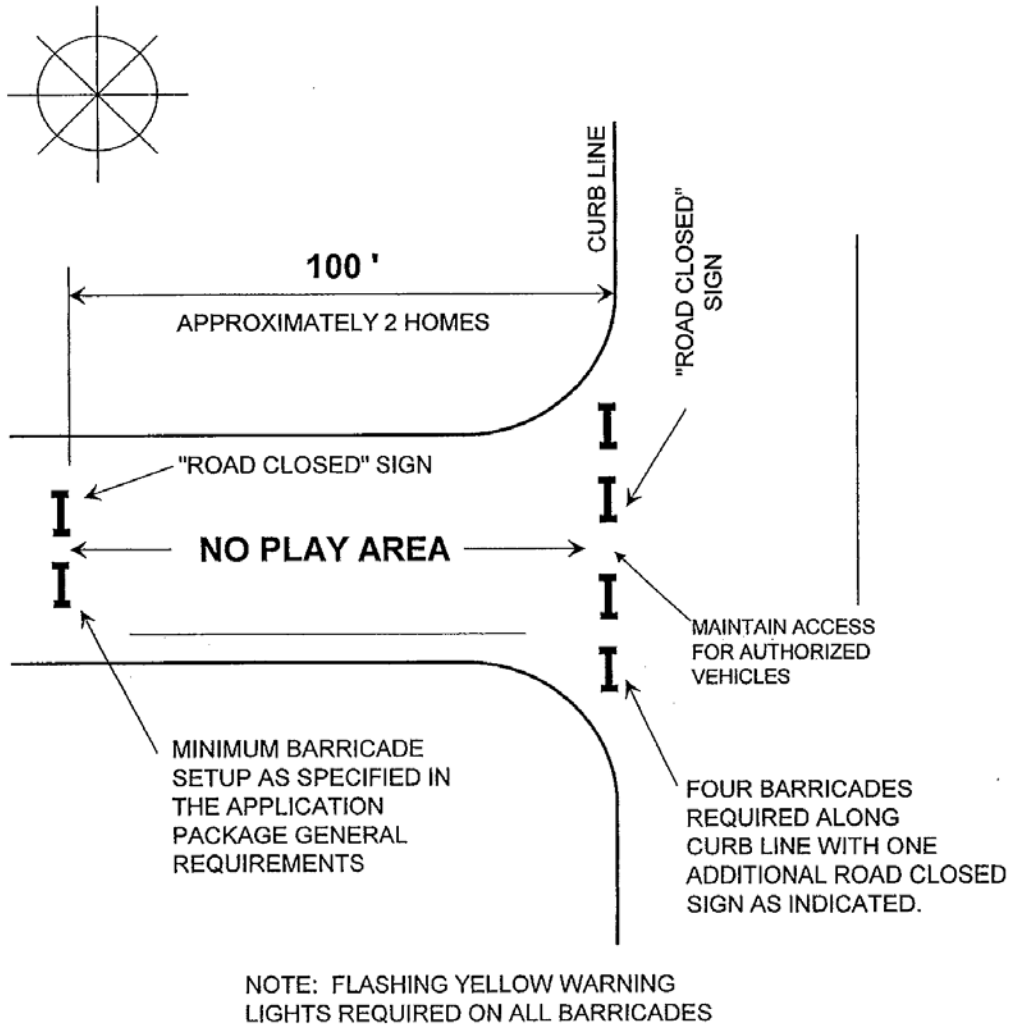 CURB LINE
"ROAD CLOSED"
SIGN
100 '
APPROXIMATELY 2 HOMES
"ROAD CLOSED" SIGN
NO PLAY AREA
MAINTAIN ACCESS
FOR AUTHORIZED
VEHICLES
MINIMUM BARRICADE
SETUP AS SPECIFIED IN
THE APPLICATION
PACKAGE GENERAL
REQUIREMENTS
FOUR BARRICADES
REQUIRED ALONG
CURB LINE WITH ONE
ADDITIONAL ROAD CLOSED
SIGN AS INDICATED.
NOTE: FLASHING YELLOW WARNING
LIGHTS REQUIRED ON ALL BARRICADES